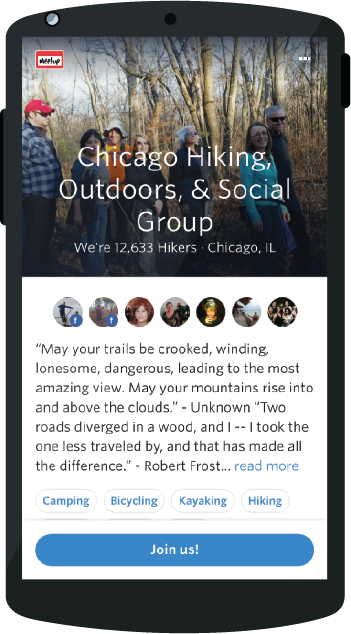 Meetup
Chicago Hiking,
Outdoors, & Social
Group
We're 12,633 Hikers · Chicago, IL
f
f
“May your trails be crooked, winding,
lonesome, dangerous, leading to the most
amazing view. May your mountains rise into
and above the clouds.” - Unknown “Two
roads diverged in a wood, and I -- I took the
one less traveled by, and that has made all
the difference.” - Robert Frost... read more
Camping Bicycling Kayaking Hiking
Join us!